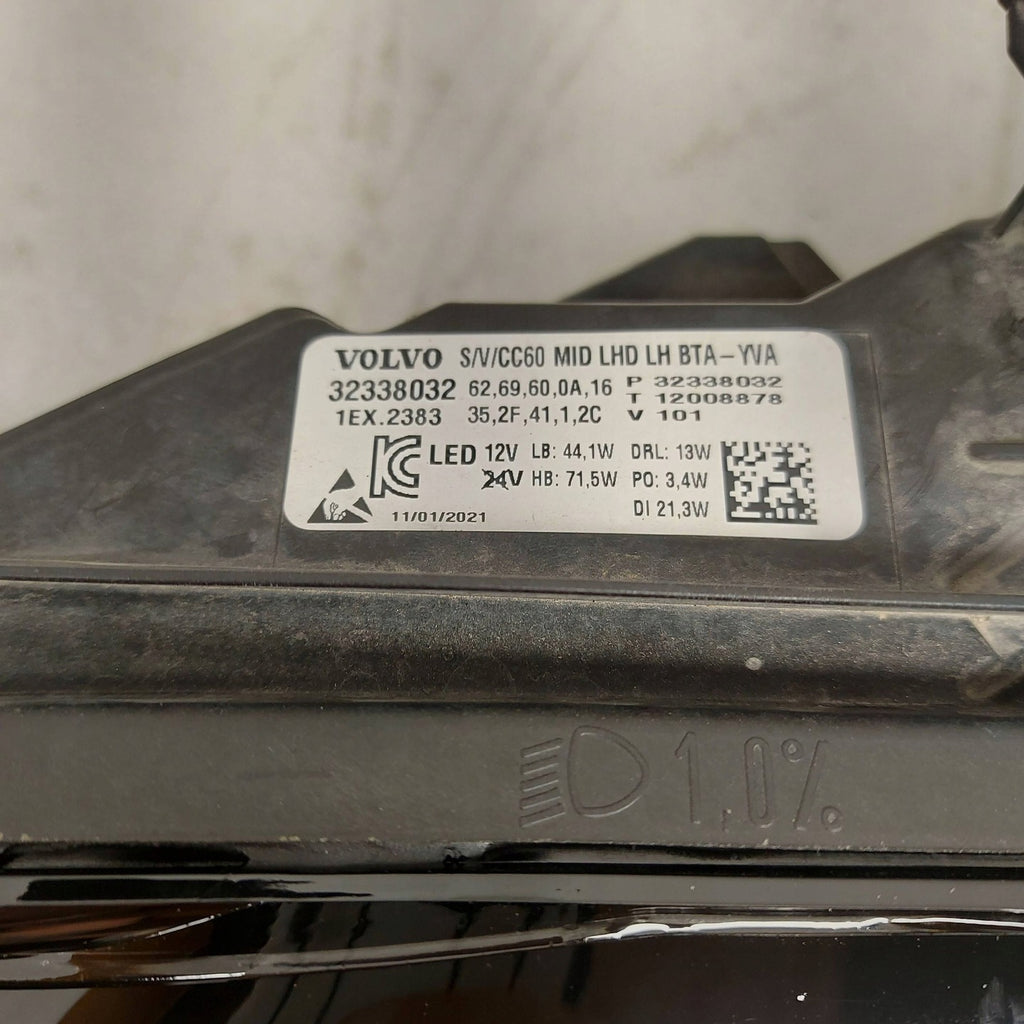 VOLVO S/V/CC60 MID LHD LH BTA-YVA
32338032 62,69,60,0A,16 P 32338032
T 12008878
1EX.2383 35,2F,41,1,2C V 101
LED 12V LB: 44,1W DRL: 13W
24V HB: 71,5W PO: 3,4W
DI 21,3W
11/01/2021
1.0%